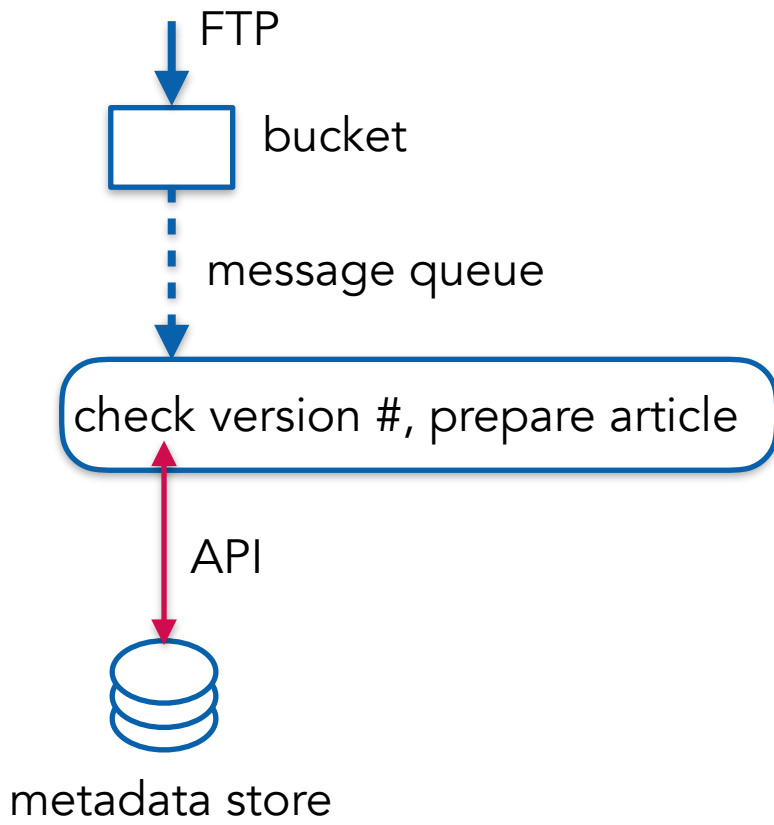 FTP
bucket
message queue
check version #, prepare article
API
metadata store